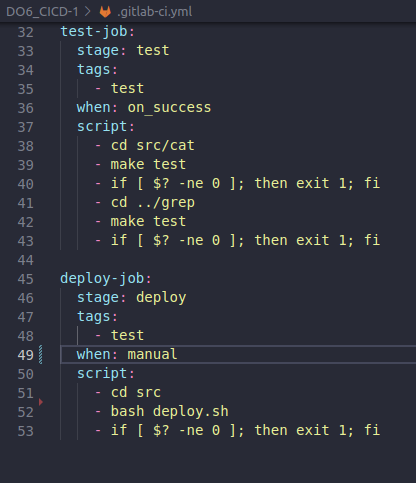 DO6_CICD-1 > .gitlab-ci.yml
32 test-job:
33 stage: test
34 tags:
35 - test
36 when: on_success
37 script:
38 - cd src/cat
39 - make test
40 - if [ $? -ne 0 ]; then exit 1; fi
41 - cd ../grep
42 - make test
43 - if [ $? -ne 0 ]; then exit 1; fi
44
45 deploy-job:
46 stage: deploy
47 tags:
48 - test
49 when: manual
50 script:
51 - cd src
52 - bash deploy.sh
53 - if [ $? -ne 0 ]; then exit 1; fi